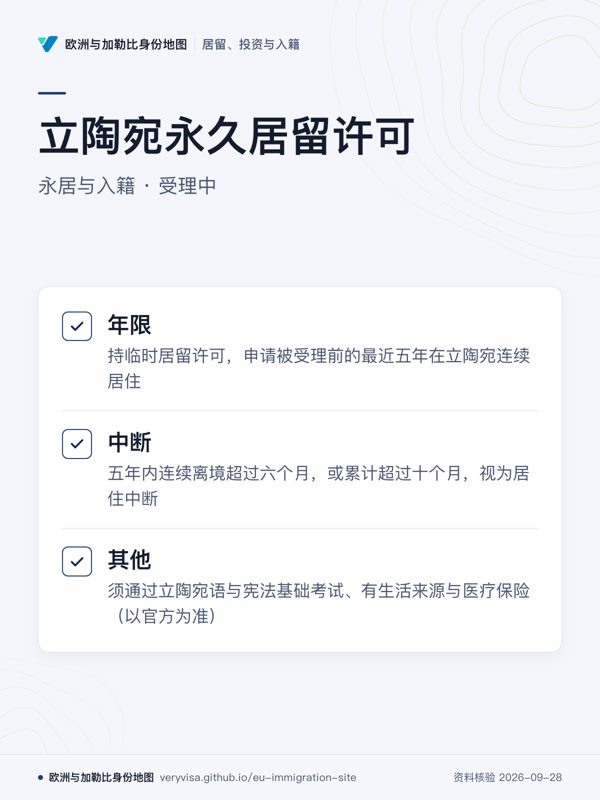 欧洲与加勒比身份地图 | 居留、投资与入籍
立陶宛永久居留许可
永居与入籍 · 受理中
年限
持临时居留许可，申请被受理前的最近五年在立陶宛连续
居住
中断
五年内连续离境超过六个月，或累计超过十个月，视为居
住中断
其他
须通过立陶宛语与宪法基础考试、有生活来源与医疗保险
（以官方为准）
欧洲与加勒比身份地图 veryvisa.github.io/eu-immigration-site 资料核验 2026-09-28